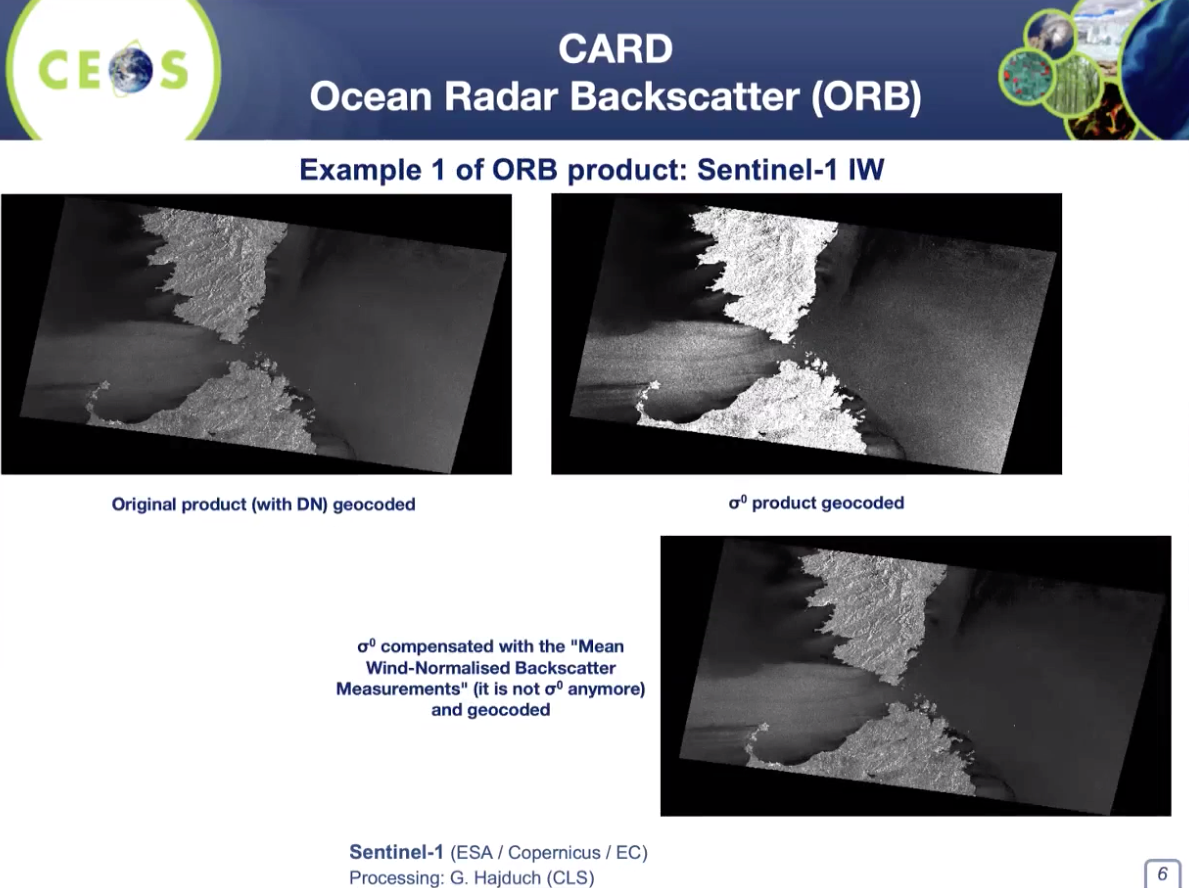 CEOS
CARD
Ocean Radar Backscatter (ORB)
Example 1 of ORB product: Sentinel-1 IW
Original product (with DN) geocoded
σ⁰ product geocoded
σ⁰ compensated with the "Mean
Wind-Normalised Backscatter
Measurements" (it is not σ⁰ anymore)
and geocoded
Sentinel-1 (ESA / Copernicus / EC)
Processing: G. Hajduch (CLS)
6